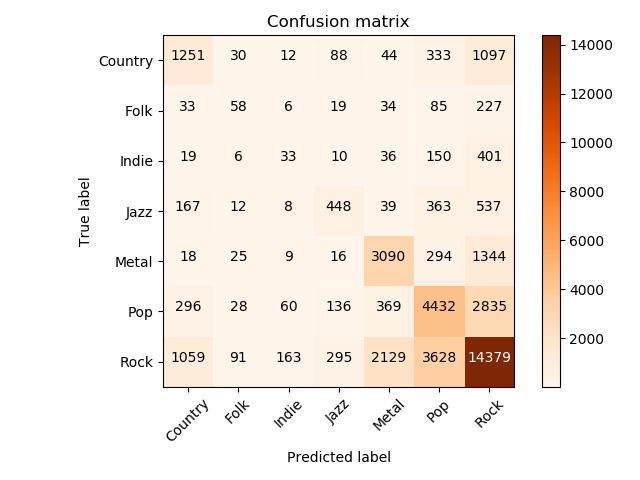 Confusion matrix
Country 1251 30 12 88 44 333 1097
Folk 33 58 6 19 34 85 227
Indie 19 6 33 10 36 150 401
Jazz 167 12 8 448 39 363 537
Metal 18 25 9 16 3090 294 1344
Pop 296 28 60 136 369 4432 2835
Rock 1059 91 163 295 2129 3628 14379
Country Folk Indie Jazz Metal Pop Rock
Predicted label
True label
14000
12000
10000
8000
6000
4000
2000